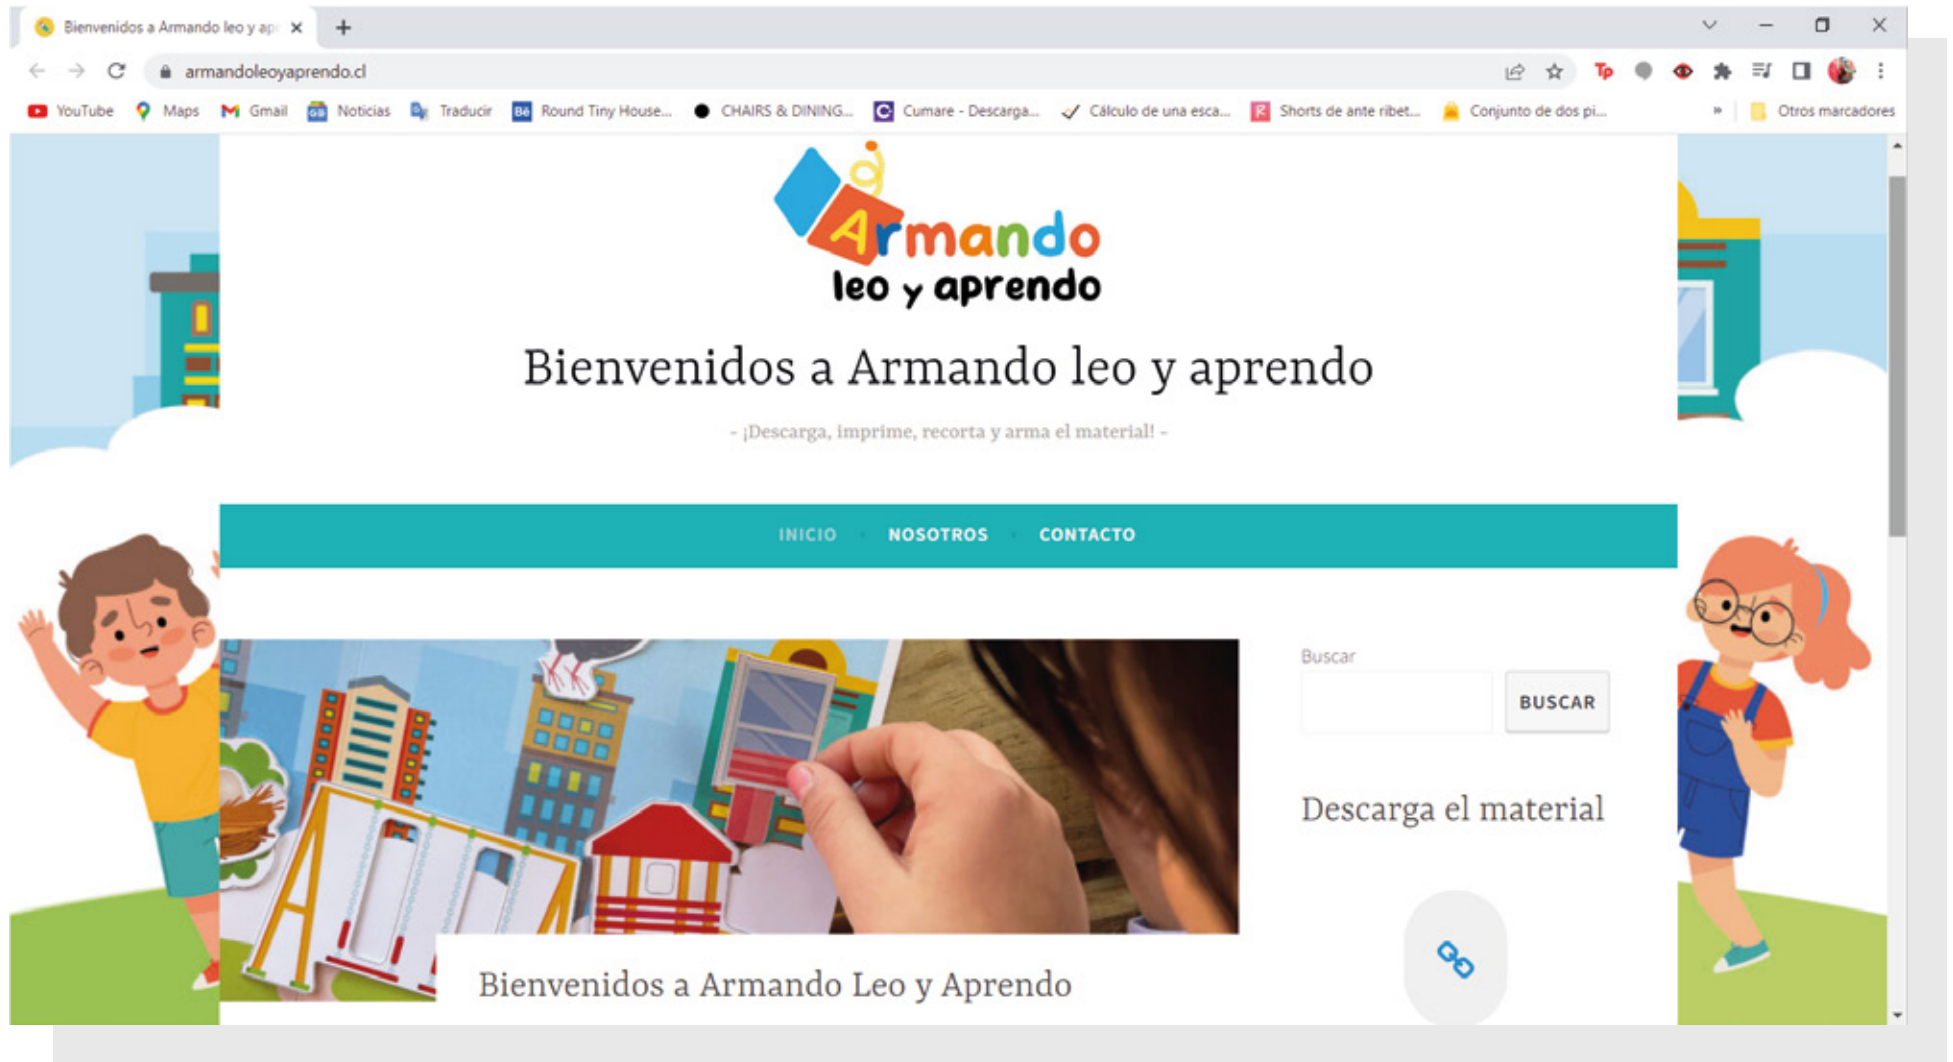 Bienvenidos a Armando leo y ap
armandoleoyaprendo.cl
YouTube Maps Gmail Noticias Traducir Round Tiny House... CHAIRS & DINING... Cumare - Descarga... Cálculo de una esca... Shorts de ante ribet... Conjunto de dos pi... » Otros marcadores
Armando
leo y aprendo
Bienvenidos a Armando leo y aprendo
- ¡Descarga, imprime, recorta y arma el material! -
INICIO NOSOTROS CONTACTO
Buscar
BUSCAR
Descarga el material
Bienvenidos a Armando Leo y Aprendo